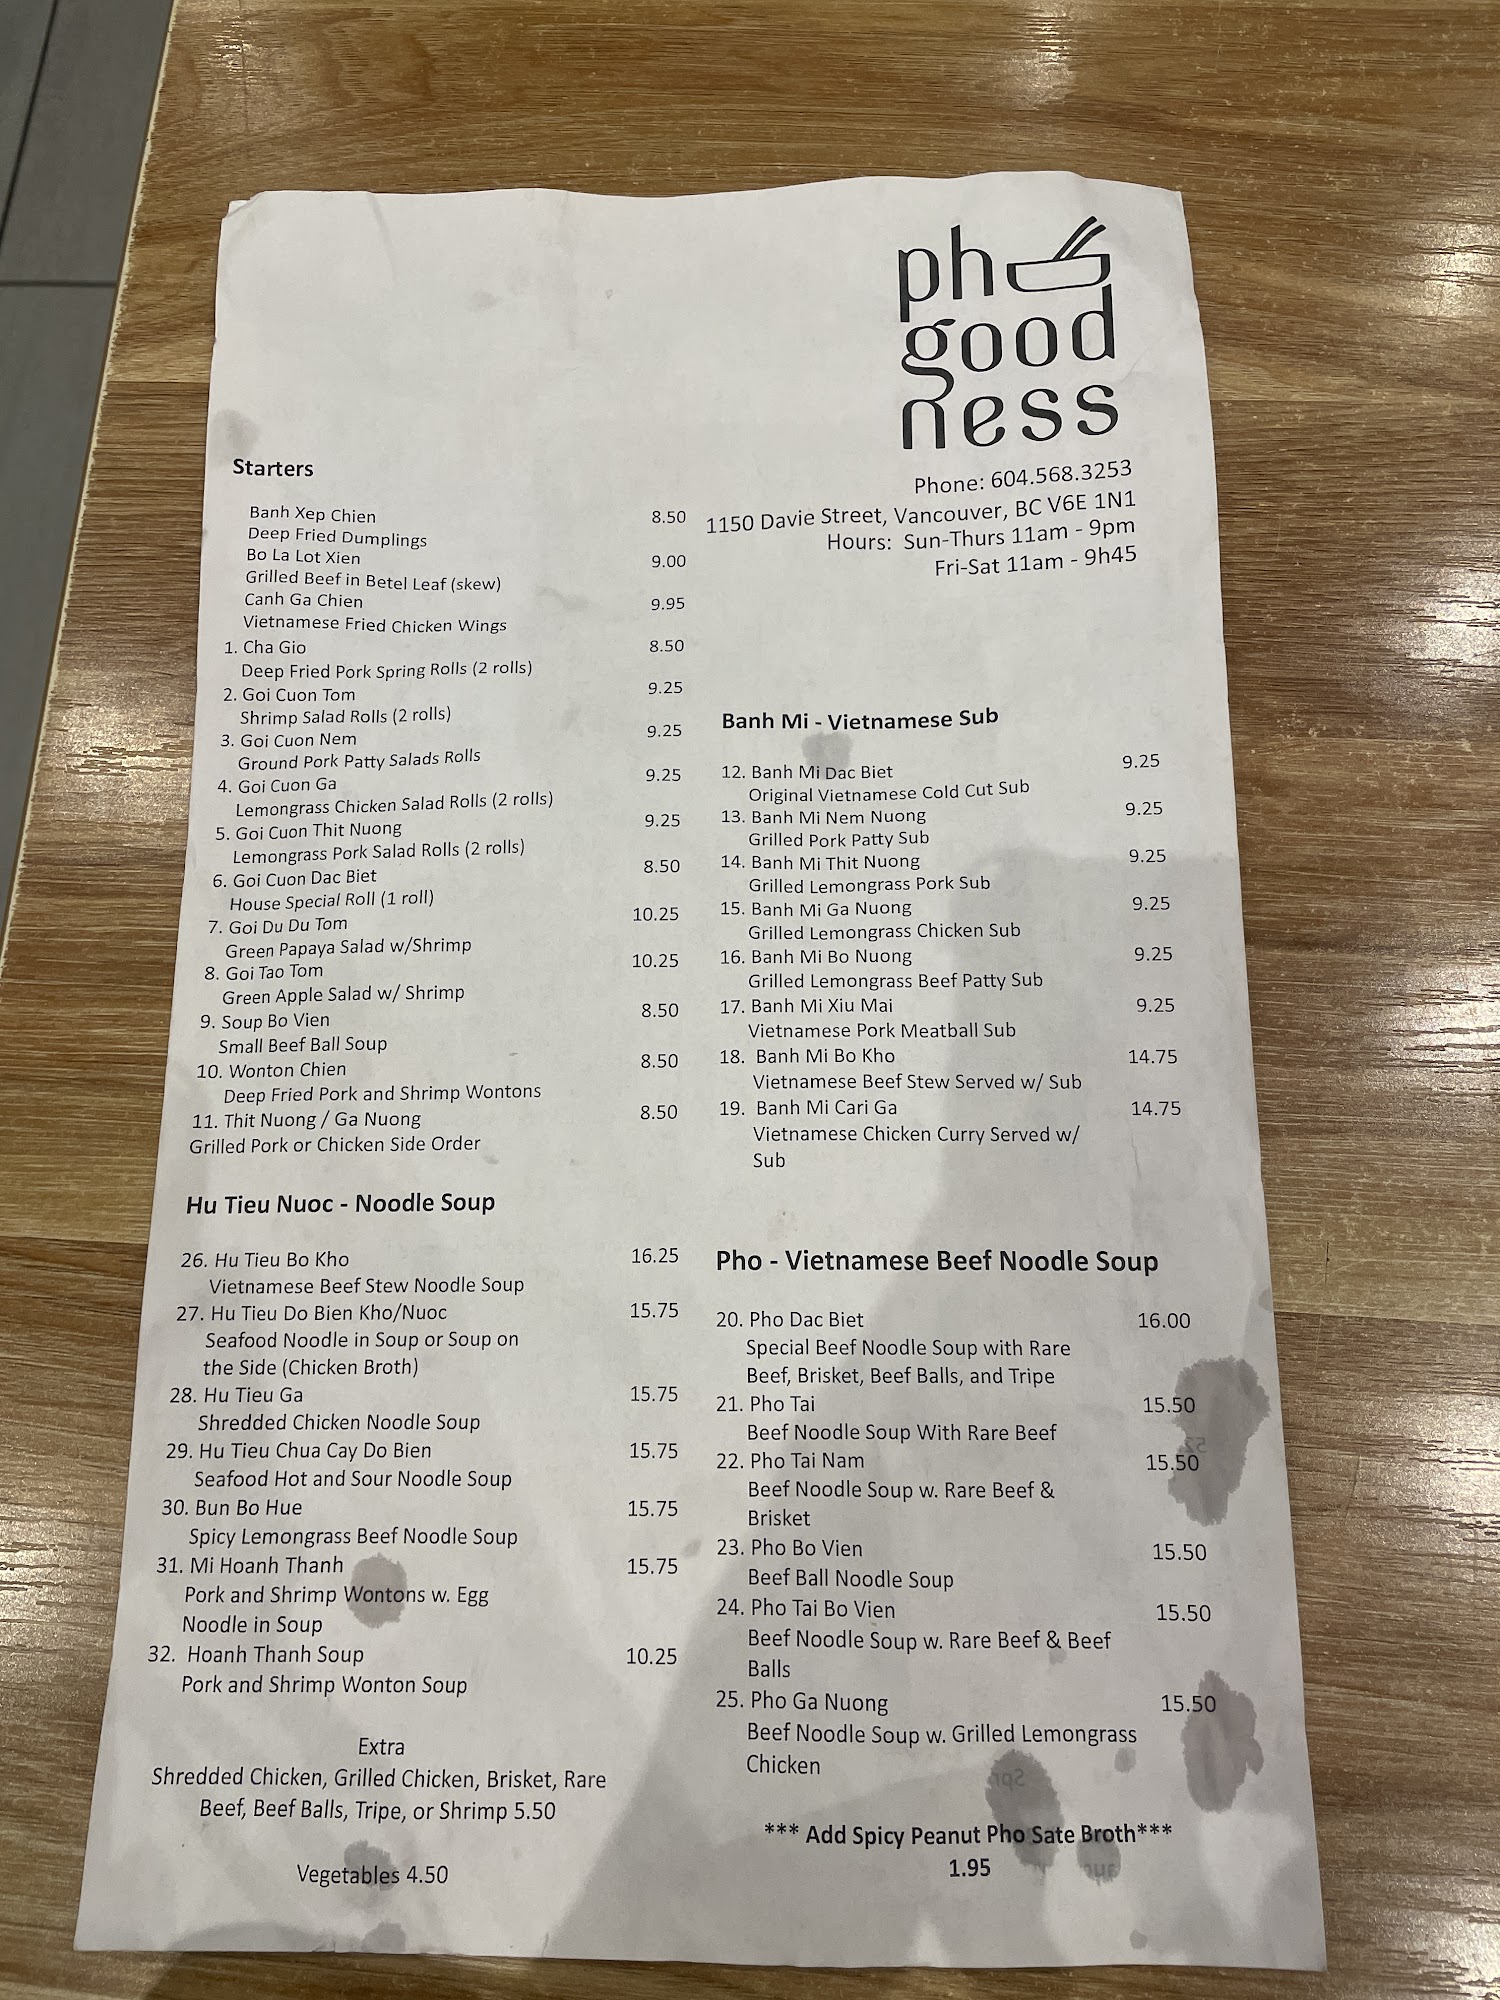 pho
good
ness
Phone: 604.568.3253
1150 Davie Street, Vancouver, BC V6E 1N1
Hours: Sun-Thurs 11am - 9pm
Fri-Sat 11am - 9h45
Starters
Banh Xep Chien 8.50
Deep Fried Dumplings
Bo La Lot Xien 9.00
Grilled Beef in Betel Leaf (skew)
Canh Ga Chien 9.95
Vietnamese Fried Chicken Wings
1. Cha Gio 8.50
Deep Fried Pork Spring Rolls (2 rolls)
2. Goi Cuon Tom 9.25
Shrimp Salad Rolls (2 rolls)
3. Goi Cuon Nem 9.25
Ground Pork Patty Salads Rolls
4. Goi Cuon Ga 9.25
Lemongrass Chicken Salad Rolls (2 rolls)
5. Goi Cuon Thit Nuong 9.25
Lemongrass Pork Salad Rolls (2 rolls)
6. Goi Cuon Dac Biet 8.50
House Special Roll (1 roll)
7. Goi Du Du Tom 10.25
Green Papaya Salad w/Shrimp
8. Goi Tao Tom 10.25
Green Apple Salad w/ Shrimp
9. Soup Bo Vien 8.50
Small Beef Ball Soup
10. Wonton Chien 8.50
Deep Fried Pork and Shrimp Wontons
11. Thit Nuong / Ga Nuong 8.50
Grilled Pork or Chicken Side Order
Banh Mi - Vietnamese Sub
12. Banh Mi Dac Biet 9.25
Original Vietnamese Cold Cut Sub
13. Banh Mi Nem Nuong 9.25
Grilled Pork Patty Sub
14. Banh Mi Thit Nuong 9.25
Grilled Lemongrass Pork Sub
15. Banh Mi Ga Nuong 9.25
Grilled Lemongrass Chicken Sub
16. Banh Mi Bo Nuong 9.25
Grilled Lemongrass Beef Patty Sub
17. Banh Mi Xiu Mai 9.25
Vietnamese Pork Meatball Sub
18. Banh Mi Bo Kho 14.75
Vietnamese Beef Stew Served w/ Sub
19. Banh Mi Cari Ga 14.75
Vietnamese Chicken Curry Served w/
Sub
Hu Tieu Nuoc - Noodle Soup
26. Hu Tieu Bo Kho 16.25
Vietnamese Beef Stew Noodle Soup
27. Hu Tieu Do Bien Kho/Nuoc 15.75
Seafood Noodle in Soup or Soup on
the Side (Chicken Broth)
28. Hu Tieu Ga 15.75
Shredded Chicken Noodle Soup
29. Hu Tieu Chua Cay Do Bien 15.75
Seafood Hot and Sour Noodle Soup
30. Bun Bo Hue 15.75
Spicy Lemongrass Beef Noodle Soup
31. Mi Hoanh Thanh 15.75
Pork and Shrimp Wontons w. Egg
Noodle in Soup
32. Hoanh Thanh Soup 10.25
Pork and Shrimp Wonton Soup
Extra
Shredded Chicken, Grilled Chicken, Brisket, Rare
Beef, Beef Balls, Tripe, or Shrimp 5.50
Vegetables 4.50
Pho - Vietnamese Beef Noodle Soup
20. Pho Dac Biet 16.00
Special Beef Noodle Soup with Rare
Beef, Brisket, Beef Balls, and Tripe
21. Pho Tai 15.50
Beef Noodle Soup With Rare Beef
22. Pho Tai Nam 15.50
Beef Noodle Soup w. Rare Beef &
Brisket
23. Pho Bo Vien 15.50
Beef Ball Noodle Soup
24. Pho Tai Bo Vien 15.50
Beef Noodle Soup w. Rare Beef & Beef
Balls
25. Pho Ga Nuong 15.50
Beef Noodle Soup w. Grilled Lemongrass
Chicken
*** Add Spicy Peanut Pho Sate Broth***
1.95